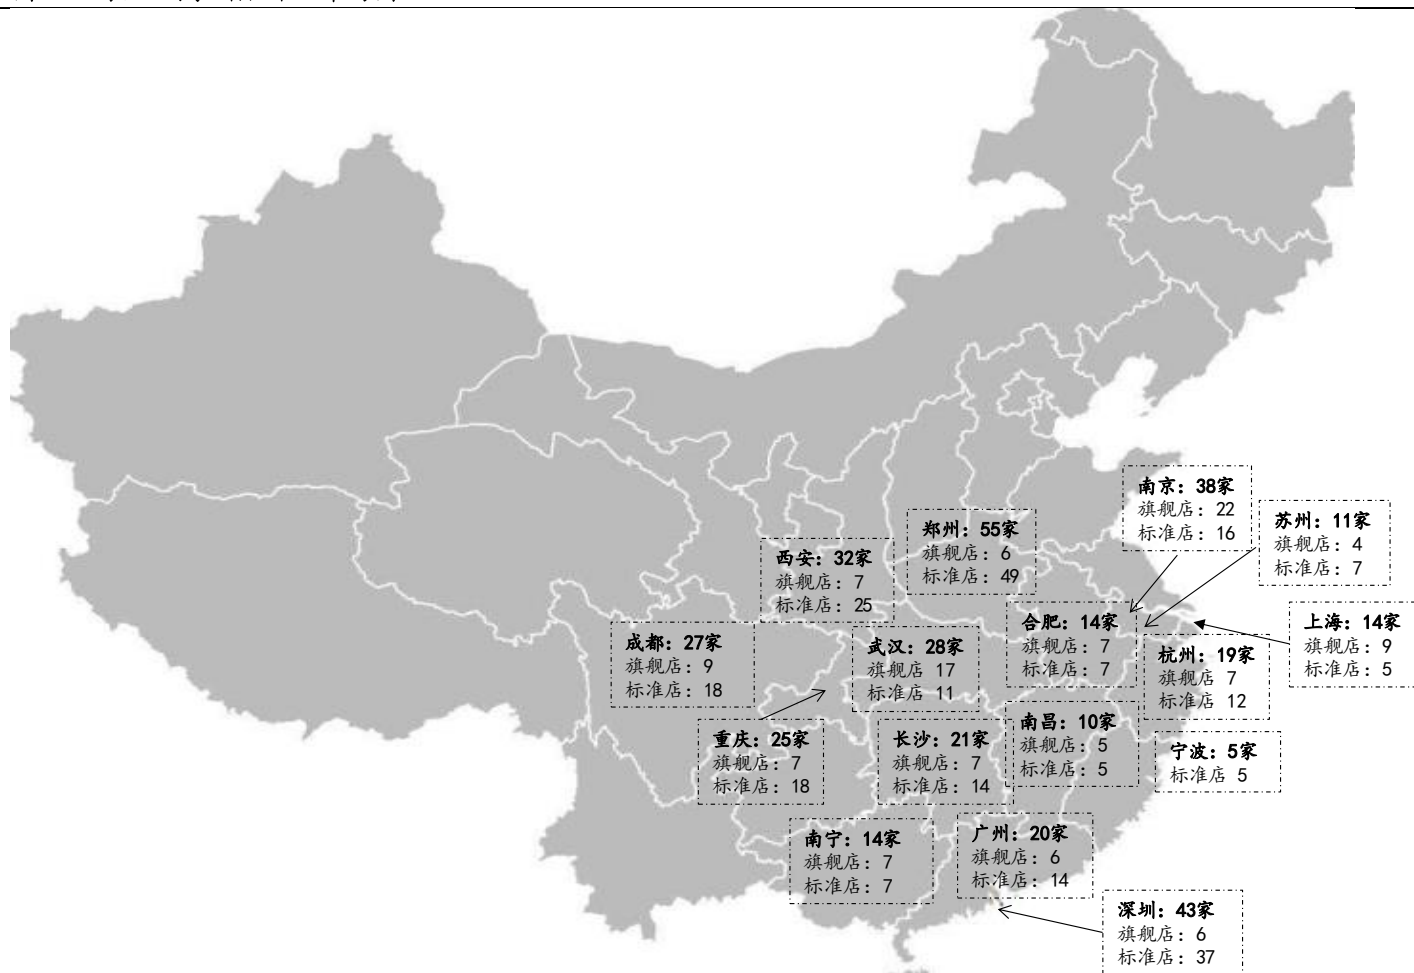 南京：38家
旗舰店：22
标准店：16
苏州：11家
旗舰店：4
标准店：7
郑州：55家
旗舰店：6
标准店：49
西安：32家
旗舰店：7
标准店：25
合肥：14家
旗舰店：7
标准店：7
上海：14家
旗舰店：9
标准店：5
成都：27家
旗舰店：9
标准店：18
武汉：28家
旗舰店 17
标准店 11
杭州：19家
旗舰店 7
标准店 12
重庆：25家
旗舰店：7
标准店：18
长沙：21家
旗舰店：7
标准店：14
南昌：10家
旗舰店：5
标准店：5
宁波：5家
标准店 5
南宁：14家
旗舰店：7
标准店：7
广州：20家
旗舰店：6
标准店：14
深圳：43家
旗舰店：6
标准店：37